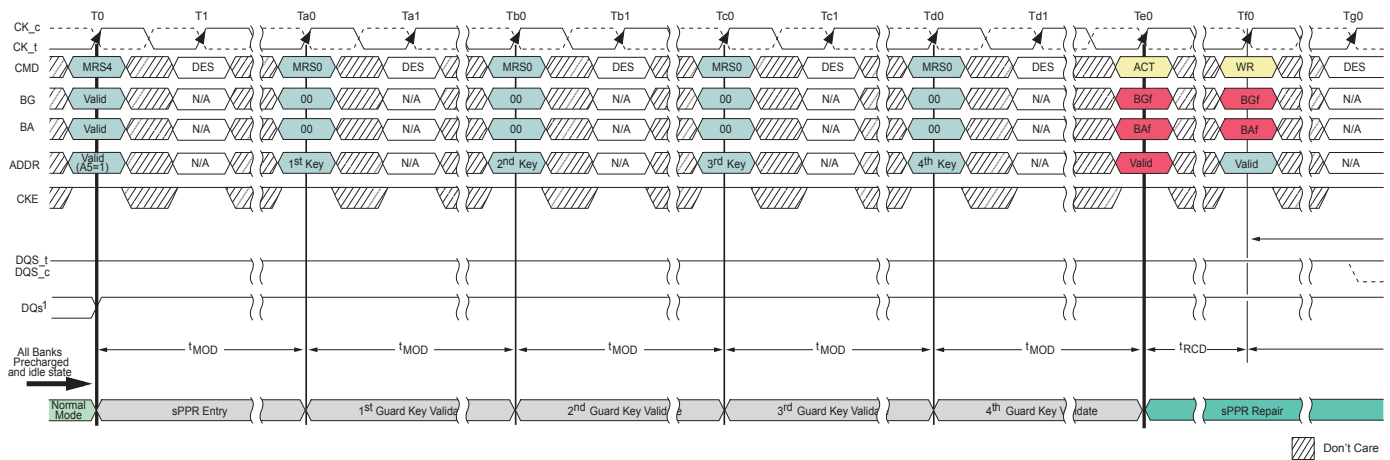 T0 T1 Ta0 Ta1 Tb0 Tb1 Tc0 Tc1 Td0 Td1 Te0 Tf0 Tg0
CK_c
CK_t
CMD MRS4 DES MRS0 DES MRS0 DES MRS0 DES MRS0 DES ACT WR DES
BG Valid N/A 00 N/A 00 N/A 00 N/A 00 N/A BGf BGf N/A
BA Valid N/A 00 N/A 00 N/A 00 N/A 00 N/A BAf BAf N/A
ADDR Valid (A5=1) N/A 1st Key N/A 2nd Key N/A 3rd Key N/A 4th Key N/A Valid Valid N/A
CKE
DQS_t
DQS_c
DQs1
tMOD tMOD tMOD tMOD tMOD tRCD
All Banks
Precharged
and idle state
Normal Mode sPPR Entry 1st Guard Key Valida 2nd Guard Key Valid e 3rd Guard Key Valida 4th Guard Key V idate sPPR Repair
Don't Care